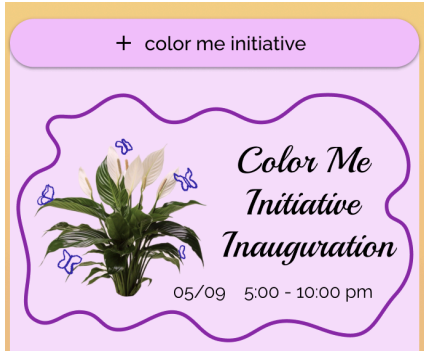 + color me initiative
Color Me
Initiative
Inauguration
05/09 5:00 - 10:00 pm